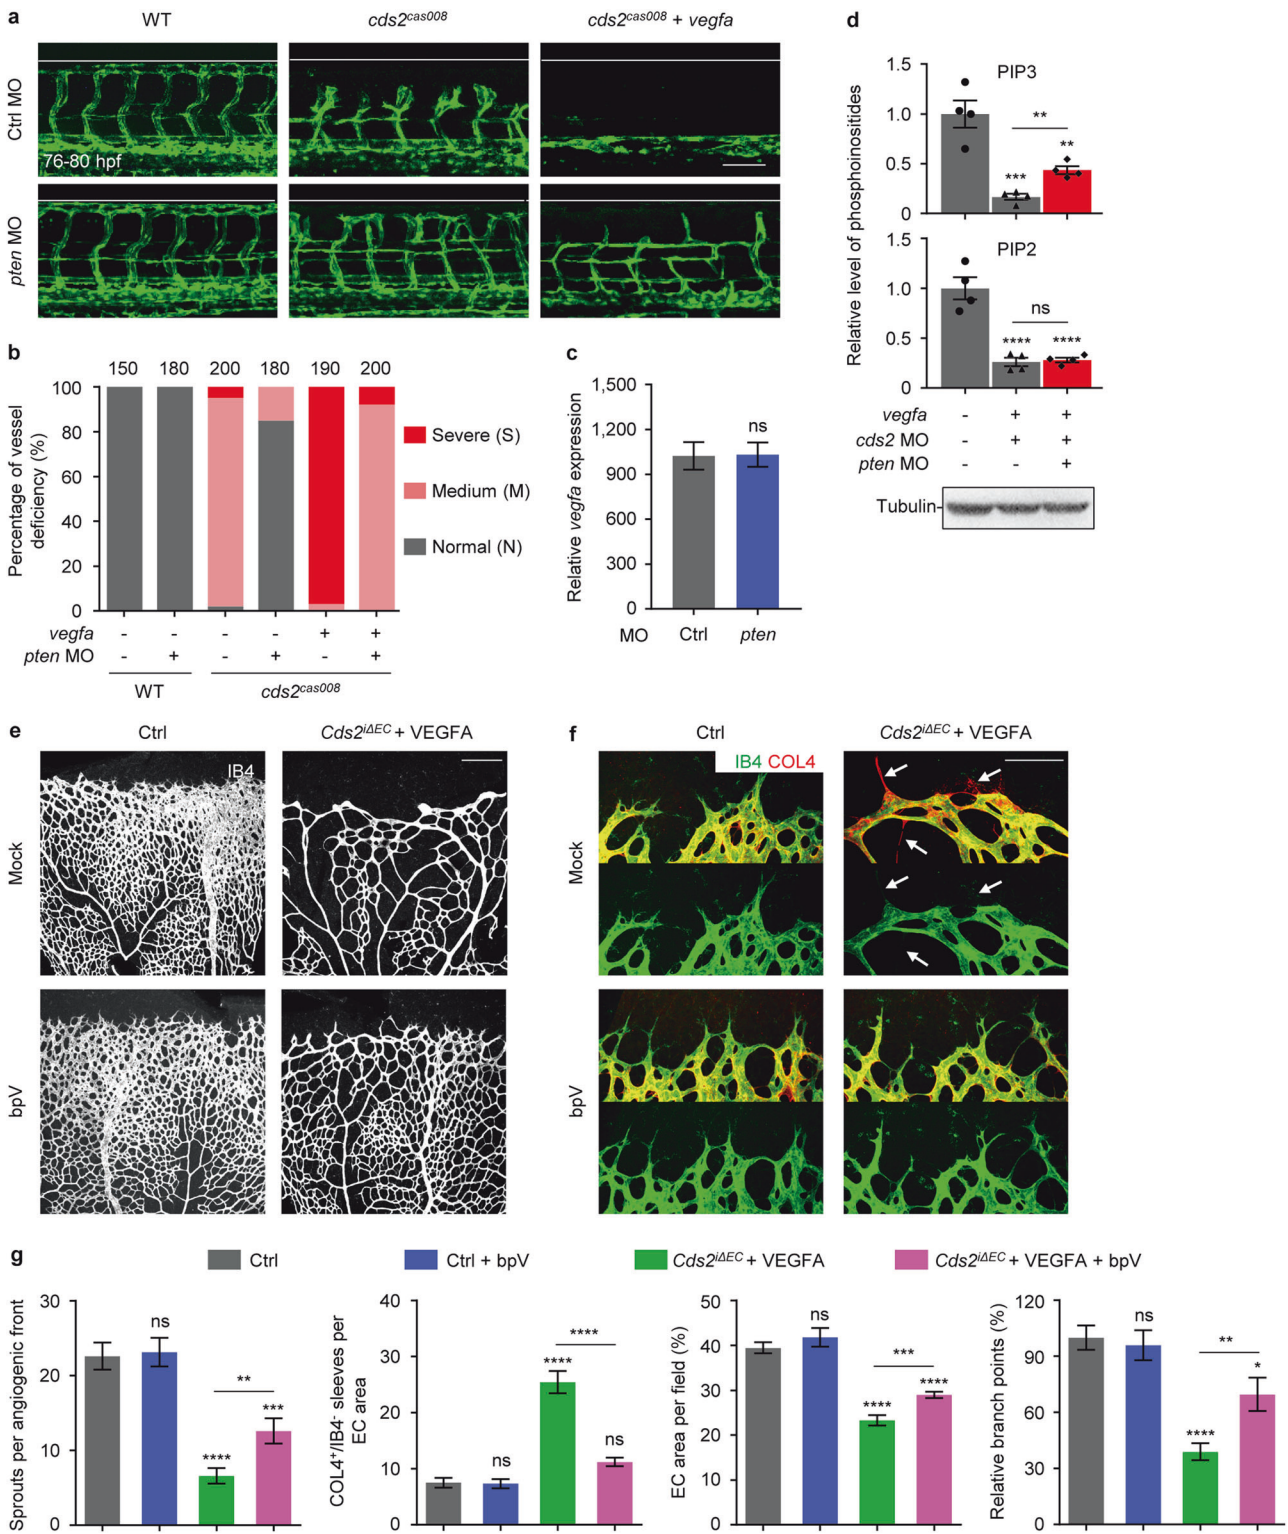 a
WT
cds2cas008
cds2cas008 + vegfa
Ctrl MO
76-80 hpf
pten MO
b
150 180 200 180 190 200
Percentage of vessel
deficiency (%)
100
80
60
40
20
0
Severe (S)
Medium (M)
Normal (N)
vegfa - - - - + +
pten MO - + - + - +
WT
cds2cas008
c
Relative vegfa expression
1,500
1,200
900
600
300
0
ns
MO Ctrl pten
d
Relative level of phosphoinositides
PIP3
1.5
1.0
0.5
0
**
***
**
PIP2
1.5
1.0
0.5
0
ns
****
****
vegfa - + +
cds2 MO - + +
pten MO - - +
Tubulin-
e
Ctrl
Cds2iΔEC + VEGFA
IB4
Mock
bpV
f
Ctrl
Cds2iΔEC + VEGFA
IB4 COL4
Mock
bpV
g
Ctrl
Ctrl + bpV
Cds2iΔEC + VEGFA
Cds2iΔEC + VEGFA + bpV
Sprouts per angiogenic front
30
20
10
0
ns
**
****
***
COL4+/IB4- sleeves per
EC area
40
30
20
10
0
ns
****
****
ns
EC area per field (%)
50
40
30
20
10
0
ns
***
****
****
Relative branch points (%)
120
90
60
30
0
ns
**
****
*